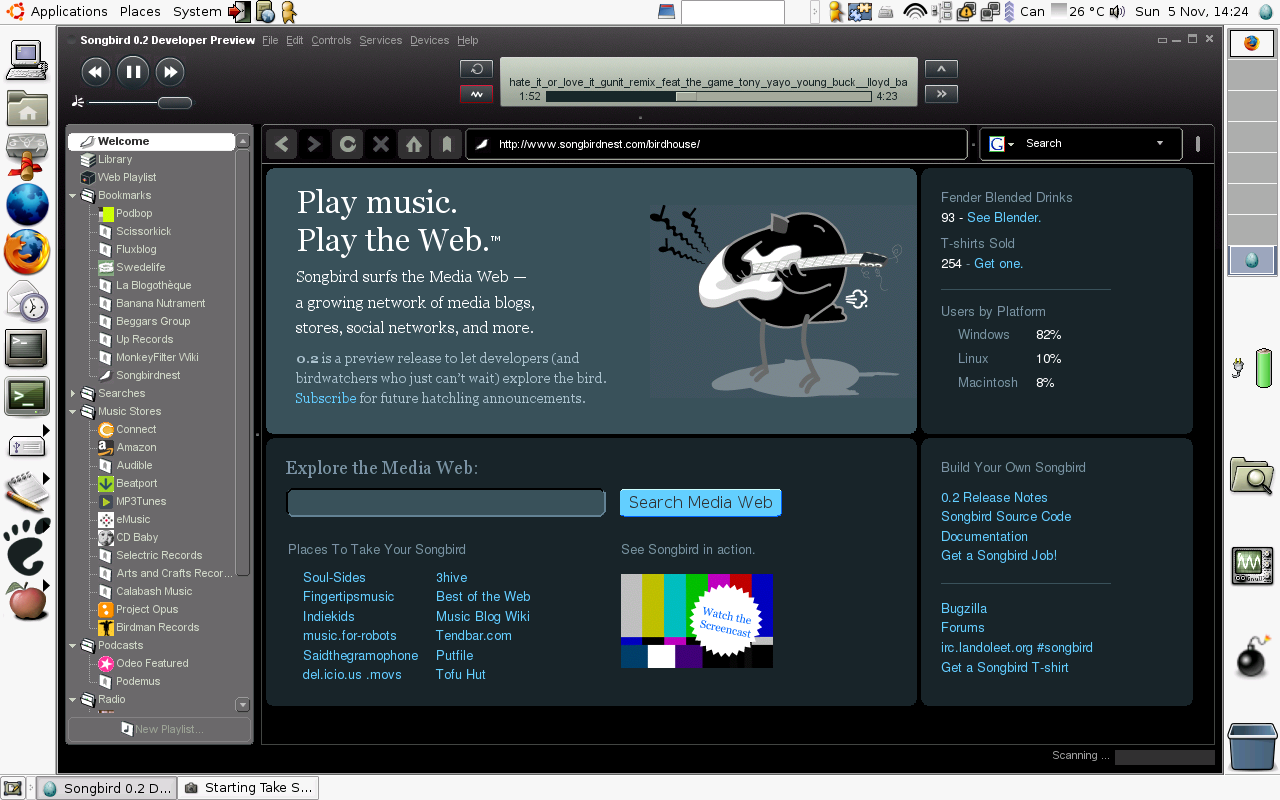 Applications Places System
Can 26 °C Sun 5 Nov, 14:24
Songbird 0.2 Developer Preview File Edit Controls Services Devices Help
hate_it_or_love_it_gunit_remix_feat_the_game_tony_yayo_young_buck__lloyd_ba
1:52 4:23
http://www.songbirdnest.com/birdhouse/
G Search
Welcome
Library
Web Playlist
Bookmarks
Podbop
Scissorkick
Fluxblog
Swedelife
La Blogothèque
Banana Nutrament
Beggars Group
Up Records
MonkeyFilter Wiki
Songbirdnest
Searches
Music Stores
Connect
Amazon
Audible
Beatport
MP3Tunes
eMusic
CD Baby
Selectric Records
Arts and Crafts Recor...
Calabash Music
Project Opus
Birdman Records
Podcasts
Odeo Featured
Podemus
Radio
New Playlist...
Play music.
Play the Web.™
Songbird surfs the Media Web —
a growing network of media blogs,
stores, social networks, and more.
0.2 is a preview release to let developers (and
birdwatchers who just can't wait) explore the bird.
Subscribe for future hatchling announcements.
Fender Blended Drinks
93 - See Blender.
T-shirts Sold
254 - Get one.
Users by Platform
Windows 82%
Linux 10%
Macintosh 8%
Explore the Media Web:
Search Media Web
Places To Take Your Songbird
Soul-Sides
Fingertipsmusic
Indiekids
music.for-robots
Saidthegramophone
del.icio.us .movs
3hive
Best of the Web
Music Blog Wiki
Tendbar.com
Putfile
Tofu Hut
See Songbird in action.
Watch the
Screencast
Build Your Own Songbird
0.2 Release Notes
Songbird Source Code
Documentation
Get a Songbird Job!
Bugzilla
Forums
irc.landoleet.org #songbird
Get a Songbird T-shirt
Scanning ...
Songbird 0.2 D... Starting Take S...